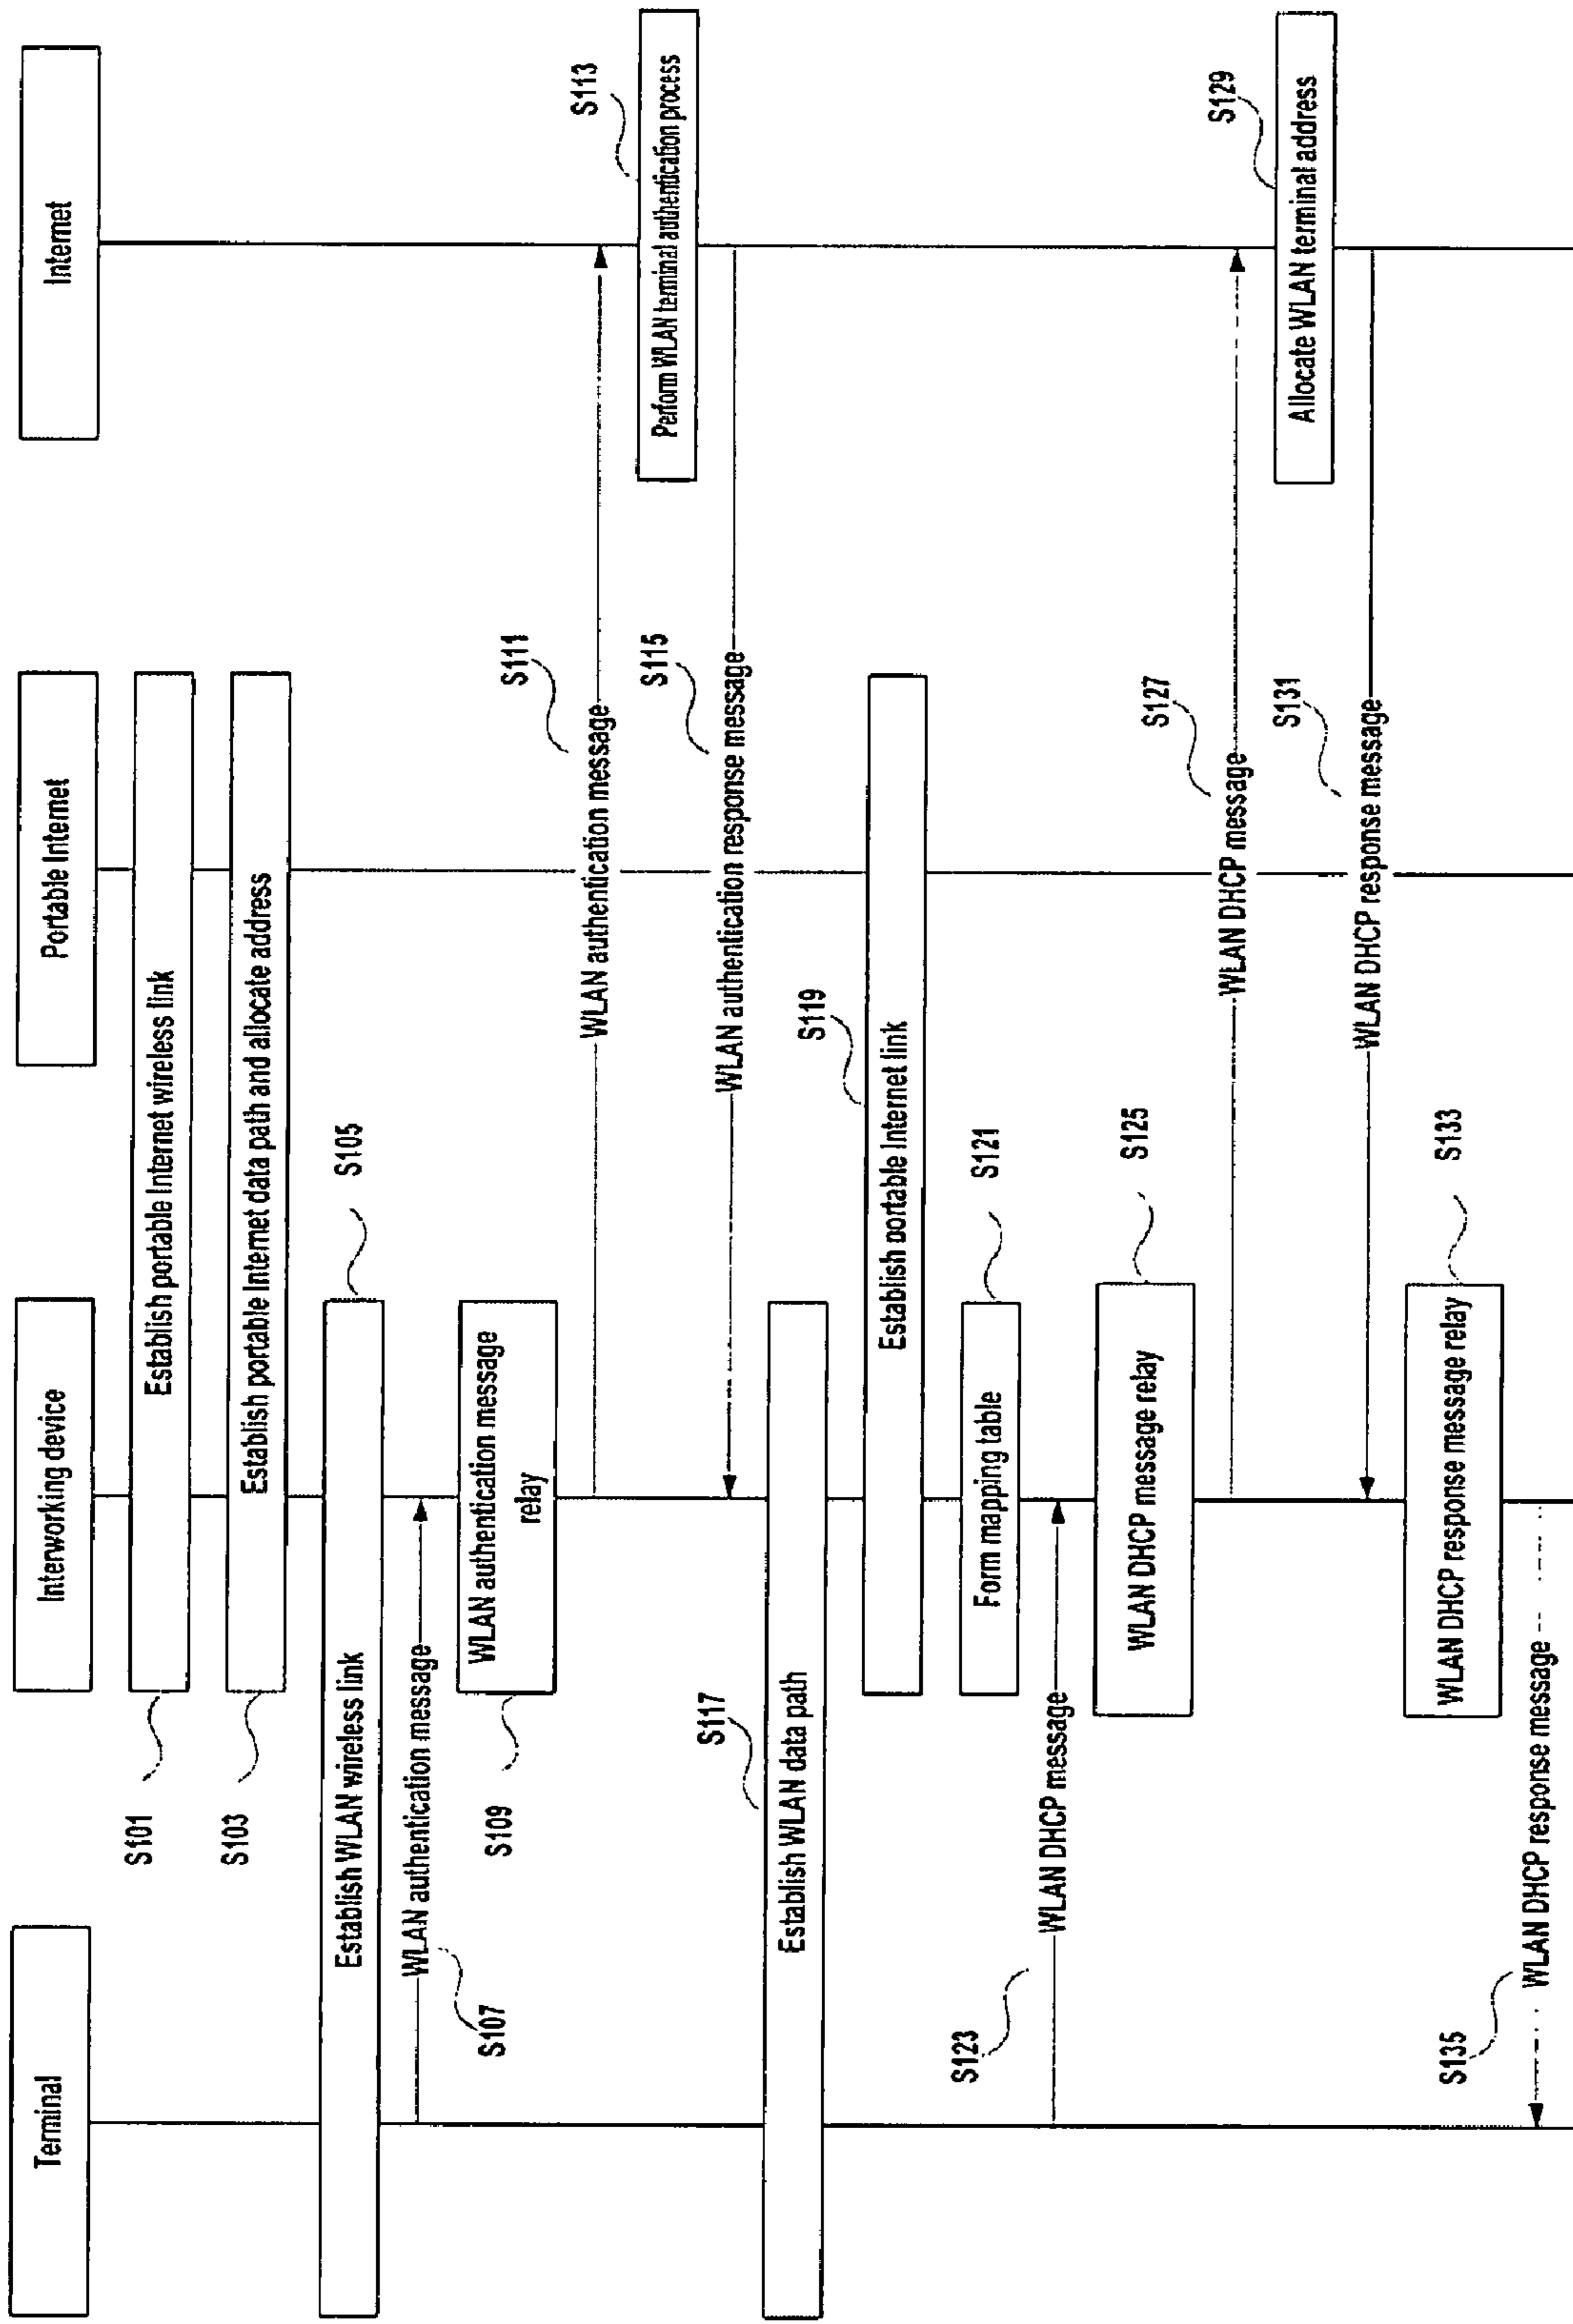 Terminal
Interworking device
Portable Internet
Internet
Establish portable Internet wireless link
S101
Establish portable Internet data path and allocate address
S103
Establish WLAN wireless link
S105
WLAN authentication message
S107
WLAN authentication message
relay
S109
WLAN authentication message
S111
Perform WLAN terminal authentication process
S113
WLAN authentication response message
S115
Establish WLAN data path
S117
Establish portable Internet link
S119
Form mapping table
S121
WLAN DHCP message
S123
WLAN DHCP message relay
S125
WLAN DHCP message
S127
Allocate WLAN terminal address
S129
WLAN DHCP response message
S131
WLAN DHCP response message relay
S133
WLAN DHCP response message
S135